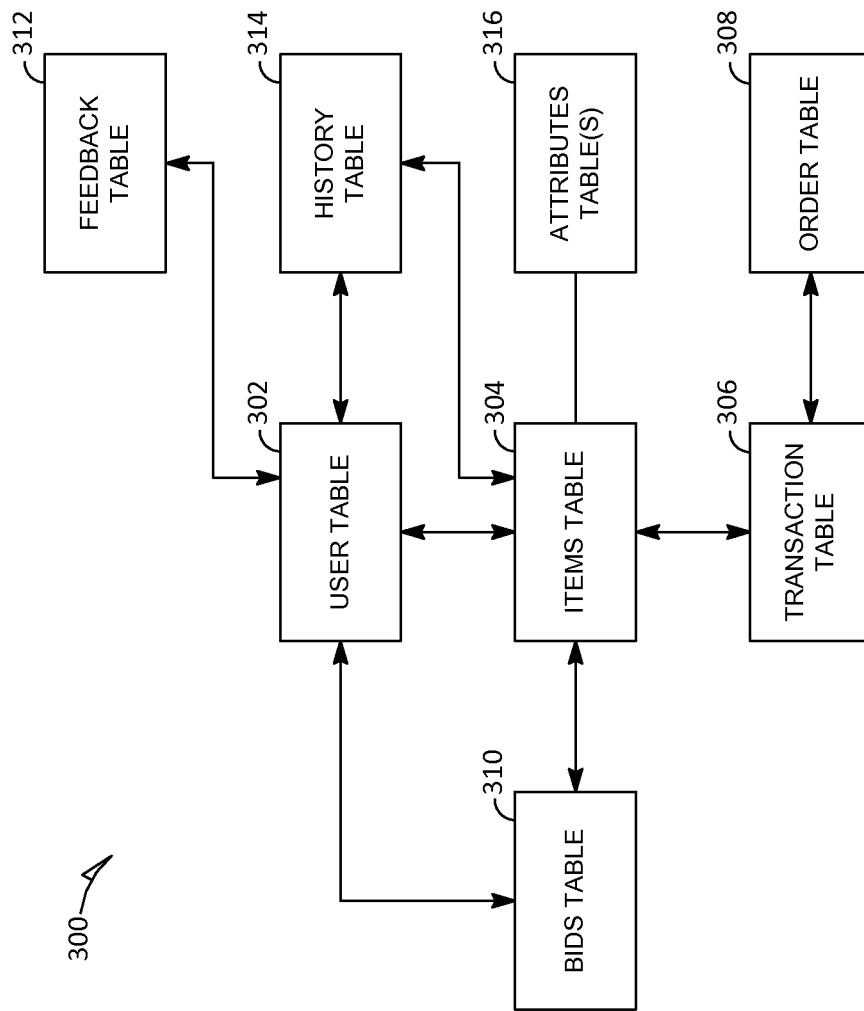 312
300
FEEDBACK
TABLE
302
314
USER TABLE
HISTORY
TABLE
310
304
316
BIDS TABLE
ITEMS TABLE
ATTRIBUTES
TABLE(S)
306
308
TRANSACTION
TABLE
ORDER TABLE